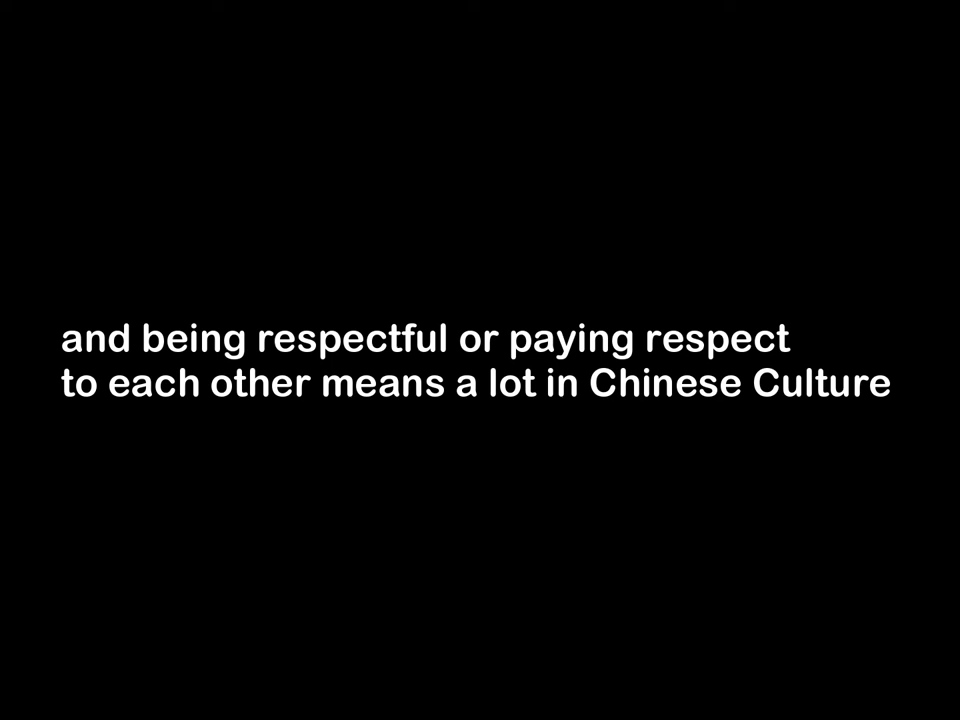 and being respectful or paying respect
to each other means a lot in Chinese Culture